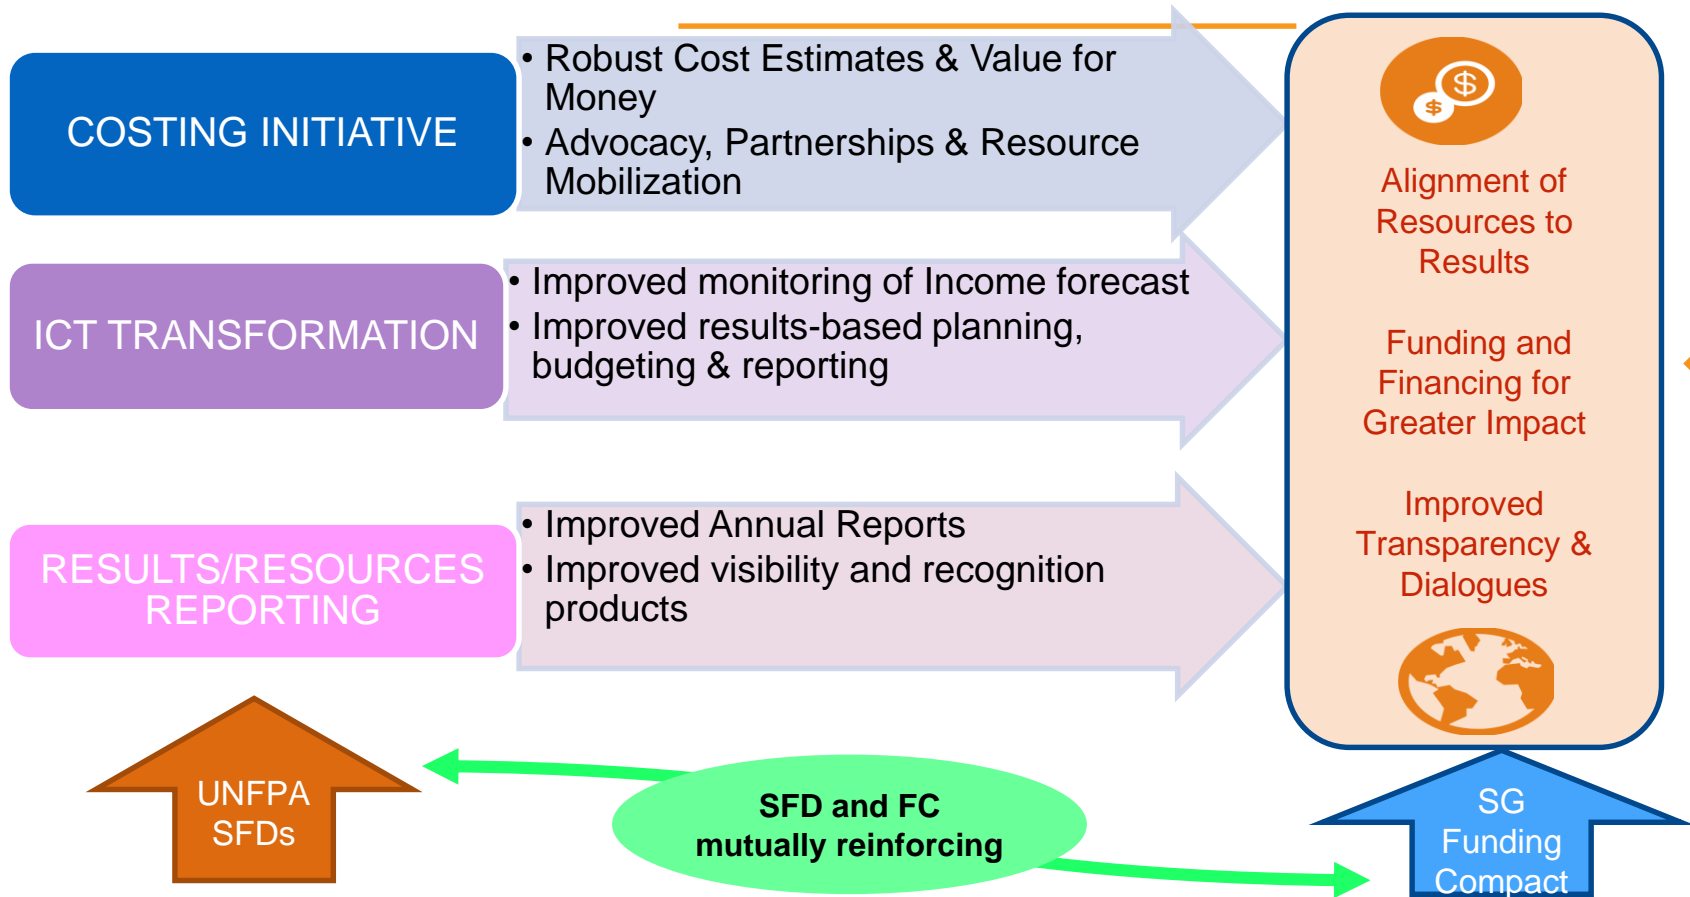 COSTING INITIATIVE
• Robust Cost Estimates & Value for
Money
• Advocacy, Partnerships & Resource
Mobilization
ICT TRANSFORMATION
• Improved monitoring of Income forecast
• Improved results-based planning,
budgeting & reporting
RESULTS/RESOURCES
REPORTING
• Improved Annual Reports
• Improved visibility and recognition
products
$
$
Alignment of
Resources to
Results
Funding and
Financing for
Greater Impact
Improved
Transparency &
Dialogues
UNFPA
SFDs
SFD and FC
mutually reinforcing
SG
Funding
Compact